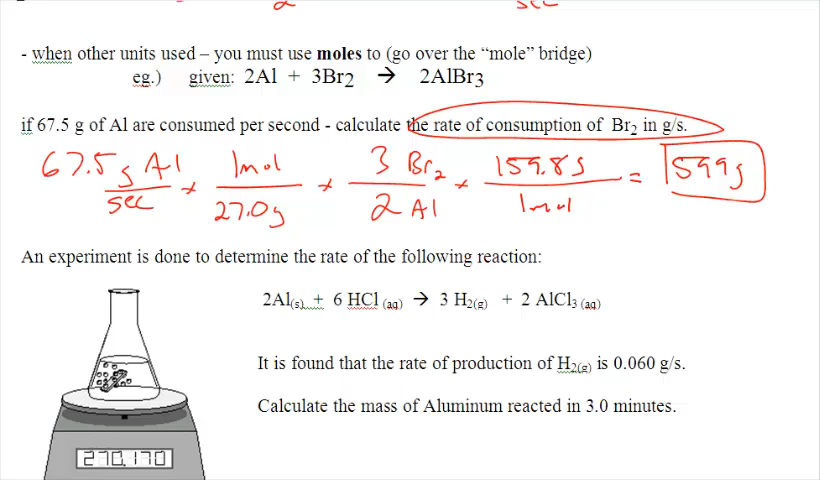 sec
- when other units used – you must use moles to (go over the “mole” bridge)
eg.) given: 2Al + 3Br2 → 2AlBr3
if 67.5 g of Al are consumed per second - calculate the rate of consumption of Br2 in g/s.
67.5 g Al / sec × 1 mol / 27.0 g × 3 Br2 / 2 Al × 159.8 g / 1 mol = 599 g
An experiment is done to determine the rate of the following reaction:
2Al(s) + 6 HCl (aq) → 3 H2(g) + 2 AlCl3 (aq)
It is found that the rate of production of H2(g) is 0.060 g/s.
Calculate the mass of Aluminum reacted in 3.0 minutes.
270.170